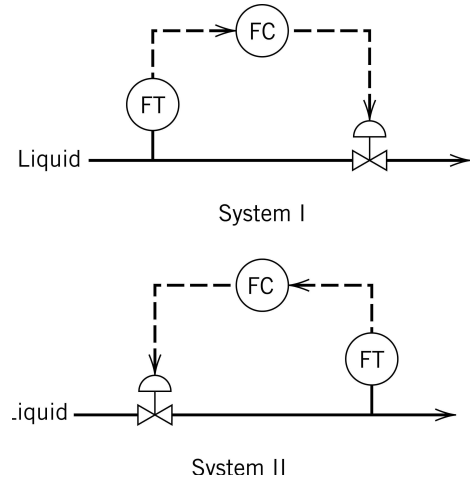 FC
FT
Liquid
System I
FC
FT
.iquid
System II